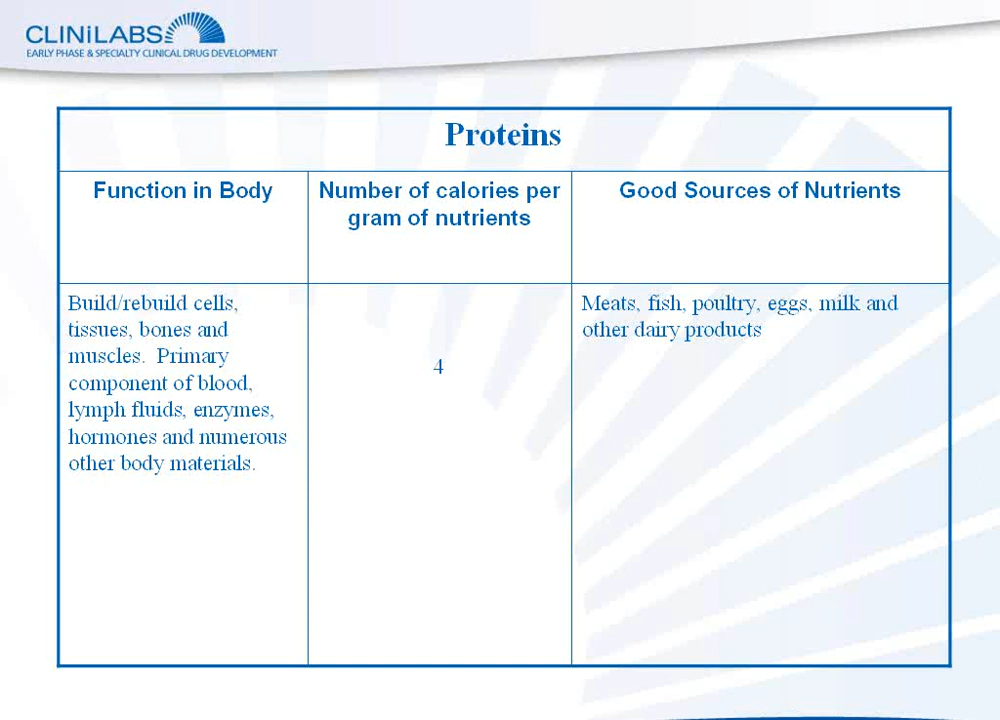 CLINiLABS
EARLY PHASE & SPECIALTY CLINICAL DRUG DEVELOPMENT
Proteins
Function in Body
Number of calories per
gram of nutrients
Good Sources of Nutrients
Build/rebuild cells,
tissues, bones and
muscles.  Primary
component of blood,
lymph fluids, enzymes,
hormones and numerous
other body materials.
4
Meats, fish, poultry, eggs, milk and
other dairy products